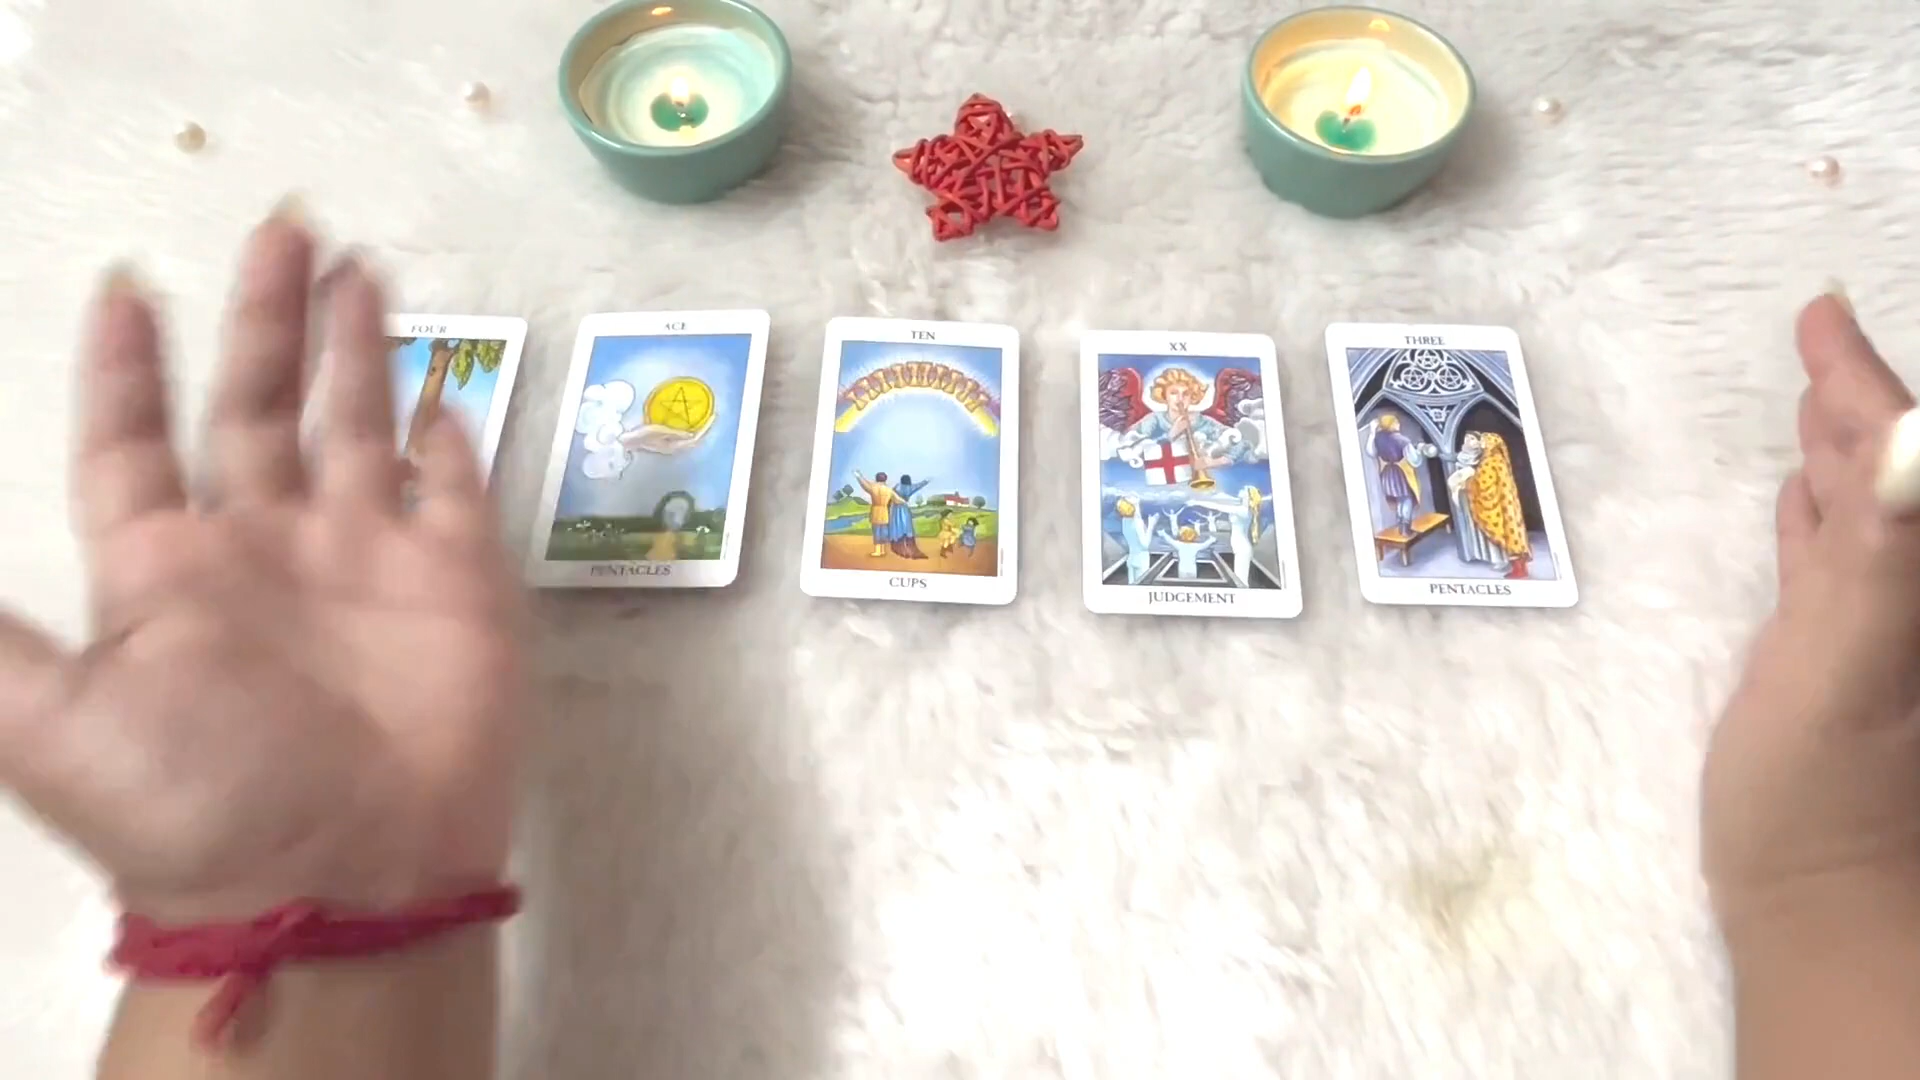 FOUR
ACE
PENTACLES
TEN
CUPS
XX
JUDGEMENT
THREE
PENTACLES